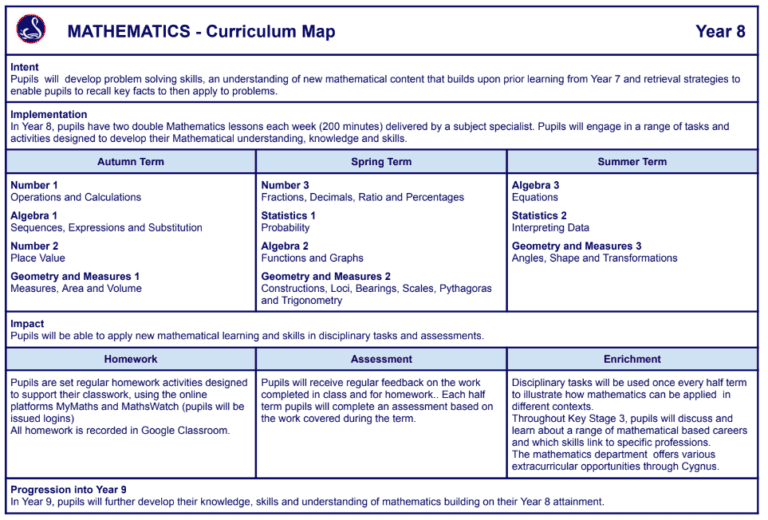 MATHEMATICS - Curriculum Map
Year 8
Intent
Pupils will develop problem solving skills, an understanding of new mathematical content that builds upon prior learning from Year 7 and retrieval strategies to
enable pupils to recall key facts to then apply to problems.
Implementation
In Year 8, pupils have two double Mathematics lessons each week (200 minutes) delivered by a subject specialist. Pupils will engage in a range of tasks and
activities designed to develop their Mathematical understanding, knowledge and skills.
Autumn Term
Number 1
Operations and Calculations
Algebra 1
Sequences, Expressions and Substitution
Number 2
Place Value
Geometry and Measures 1
Measures, Area and Volume
Spring Term
Number 3
Fractions, Decimals, Ratio and Percentages
Statistics 1
Probability
Algebra 2
Functions and Graphs
Geometry and Measures 2
Constructions, Loci, Bearings, Scales, Pythagoras
and Trigonometry
Summer Term
Algebra 3
Equations
Statistics 2
Interpreting Data
Geometry and Measures 3
Angles, Shape and Transformations
Impact
Pupils will be able to apply new mathematical learning and skills in disciplinary tasks and assessments.
Homework
Pupils are set regular homework activities designed
to support their classwork, using the online
platforms MyMaths and MathsWatch (pupils will be
issued logins)
All homework is recorded in Google Classroom.
Assessment
Pupils will receive regular feedback on the work
completed in class and for homework.. Each half
term pupils will complete an assessment based on
the work covered during the term.
Enrichment
Disciplinary tasks will be used once every half term
to illustrate how mathematics can be applied in
different contexts.
Throughout Key Stage 3, pupils will discuss and
learn about a range of mathematical based careers
and which skills link to specific professions.
The mathematics department offers various
extracurricular opportunities through Cygnus.
Progression into Year 9
In Year 9, pupils will further develop their knowledge, skills and understanding of mathematics building on their Year 8 attainment.